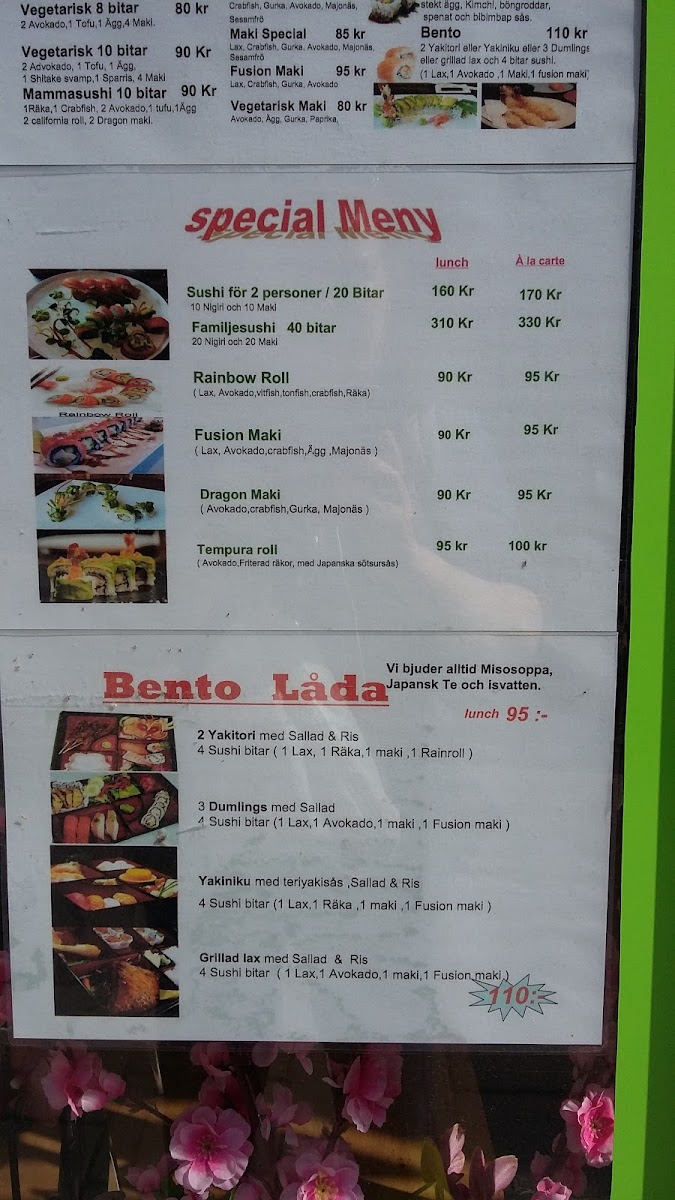 Vegetarisk 8 bitar 80 kr
2 Avokado,1 Tofu,1 Ägg,4 Maki.
Vegetarisk 10 bitar 90 Kr
2 Advokado, 1 Tofu, 1 Ägg,
1 Shitake svamp,1 Sparris, 4 Maki
Mammasushi 10 bitar 90 Kr
1Räka,1 Crabfish, 2 Avokado,1 tufu,1Ägg
2 california roll, 2 Dragon maki.
Crabfish, Gurka, Avokado, Majonäs,
Sesamfrö
Maki Special 85 kr
Lax, Crabfish, Gurka, Avokado, Majonäs,
Sesamfrö
Fusion Maki 95 kr
Lax, Crabfish, Gurka, Avokado
Vegetarisk Maki 80 kr
Avokado, Ägg, Gurka, Paprika,
stekt ägg, Kimchi, böngroddar,
spenat och bibimbap sås.
Bento 110 kr
2 Yakitori eller Yakiniku eller 3 Dumlings
eller grillad lax och 4 bitar sushi.
(1 Lax,1 Avokado ,1 Maki,1 fusion maki)
special Meny
lunch À la carte
Sushi för 2 personer / 20 Bitar 160 Kr 170 Kr
10 Nigiri och 10 Maki
Familjesushi 40 bitar 310 Kr 330 Kr
20 Nigiri och 20 Maki
Rainbow Roll 90 Kr 95 Kr
( Lax, Avokado,vitfish,tonfish,crabfish,Räka)
Rainbow Roll
Fusion Maki 90 Kr 95 Kr
( Lax, Avokado,crabfish,Ägg ,Majonäs )
Dragon Maki 90 Kr 95 Kr
( Avokado,crabfish,Gurka, Majonäs )
Tempura roll 95 kr 100 kr
( Avokado,Friterad räkor, med Japanska sötsursås)
Bento Låda
Vi bjuder alltid Misosoppa,
Japansk Te och isvatten.
lunch 95 :-
2 Yakitori med Sallad & Ris
4 Sushi bitar ( 1 Lax, 1 Räka,1 maki ,1 Rainroll )
3 Dumlings med Sallad
4 Sushi bitar (1 Lax,1 Avokado,1 maki ,1 Fusion maki )
Yakiniku med teriyakisås ,Sallad & Ris
4 Sushi bitar (1 Lax,1 Räka ,1 maki ,1 Fusion maki )
Grillad lax med Sallad & Ris
4 Sushi bitar ( 1 Lax,1 Avokado,1 maki,1 Fusion maki )
110:-